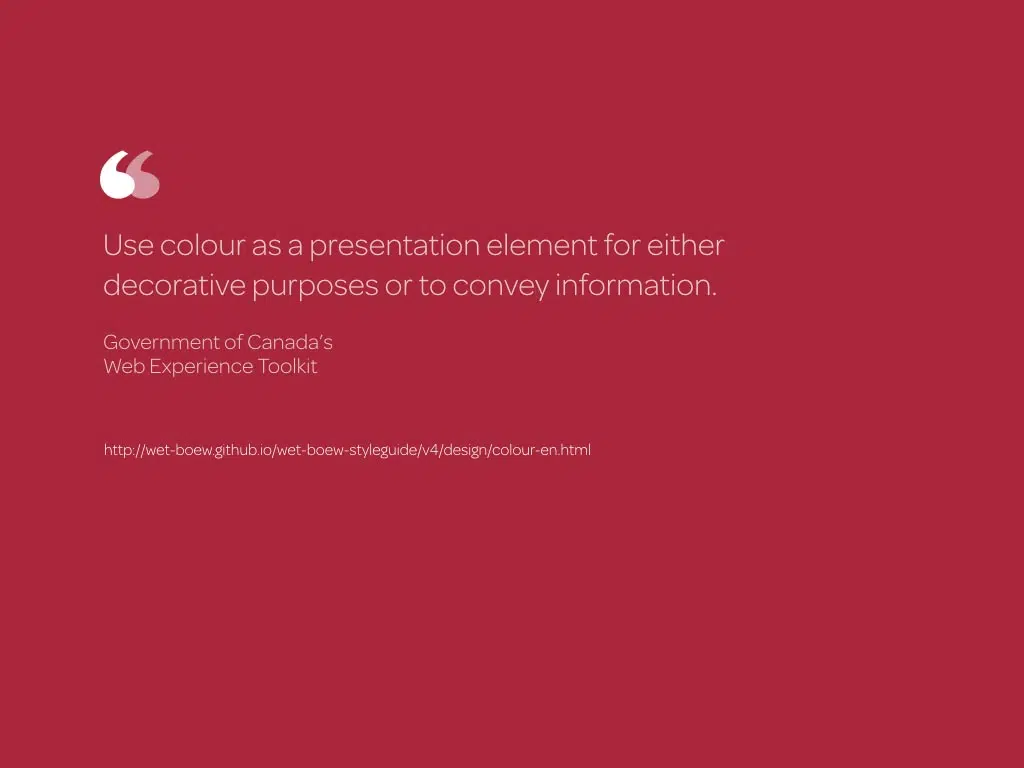 “
Use colour as a presentation element for either
decorative purposes or to convey information.
Government of Canada’s
Web Experience Toolkit
http://wet-boew.github.io/wet-boew-styleguide/v4/design/colour-en.html